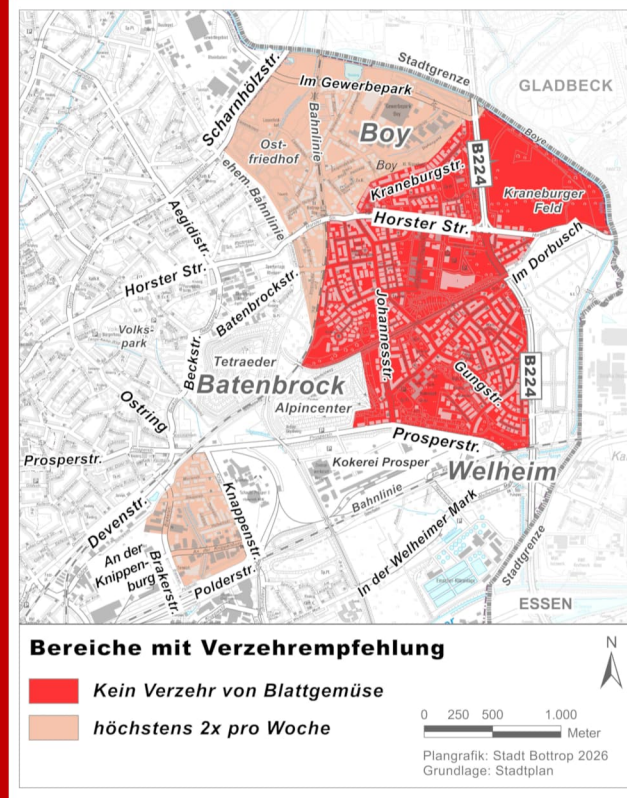 Scharnhölzstr.
Stadtgrenze
Im Gewerbepark
GLADBECK
Boye
Boy
Ost-
friedhof
Bahnlinie
Boy
ehem. Bahnlinie
Kraneburgstr.
B224
Kraneburger
Feld
Aegidistr.
Horster Str.
Horster Str.
Im Dorbusch
Batenbrockstr.
Johannesstr.
Volks-
park
Beckstr.
Tetraeder
Batenbrock
Alpincenter
Gungstr.
B224
Ostring
Prosperstr.
Prosperstr.
Kokerei Prosper
Welheim
Bahnlinie
Knappenstr.
Devenstr.
In der Welheimer Mark
An der
Knippen-
burg
Brakerstr.
Polderstr.
Stadtgrenze
ESSEN
Bereiche mit Verzehrempfehlung
N
Kein Verzehr von Blattgemüse
höchstens 2x pro Woche
0 250 500 1.000
Meter
Plangrafik: Stadt Bottrop 2026
Grundlage: Stadtplan